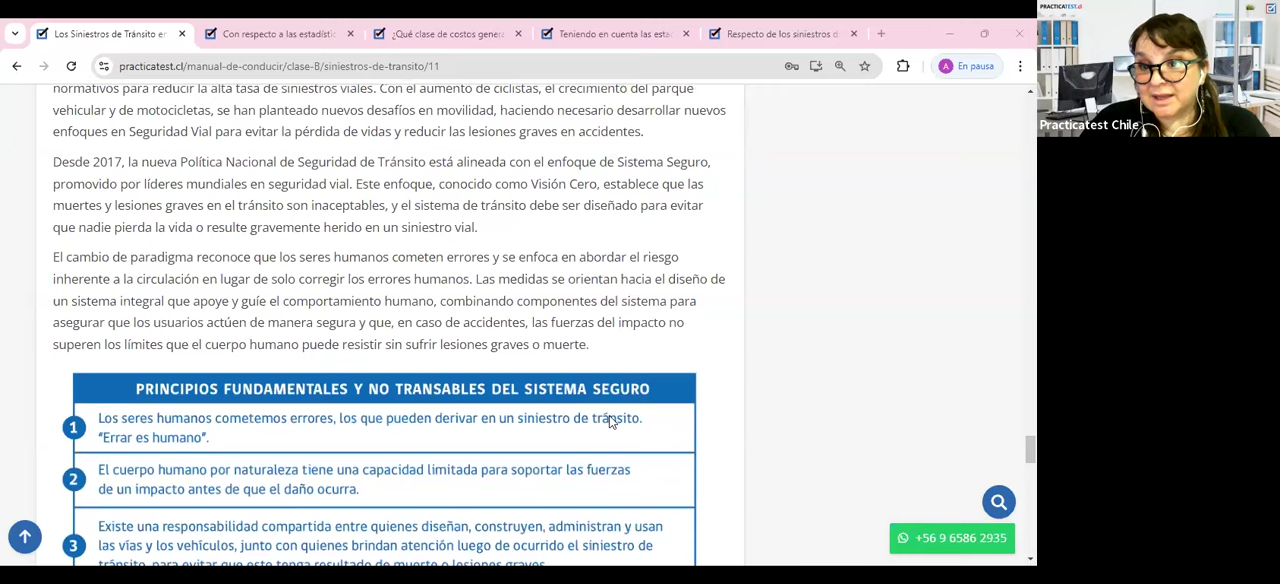 PRACTICATEST.cl
Los Siniestros de Tránsito er
Con respecto a las estadísti
¿Qué clase de costos genera
Teniendo en cuenta las esta
Respecto de los siniestros d
practicatest.cl/manual-de-conducir/clase-B/siniestros-de-transito/11
A En pausa
Practicatest Chile
normativos para reducir la alta tasa de siniestros viales. Con el aumento de ciclistas, el crecimiento del parque
vehicular y de motocicletas, se han planteado nuevos desafíos en movilidad, haciendo necesario desarrollar nuevos
enfoques en Seguridad Vial para evitar la pérdida de vidas y reducir las lesiones graves en accidentes.
Desde 2017, la nueva Política Nacional de Seguridad de Tránsito está alineada con el enfoque de Sistema Seguro,
promovido por líderes mundiales en seguridad vial. Este enfoque, conocido como Visión Cero, establece que las
muertes y lesiones graves en el tránsito son inaceptables, y el sistema de tránsito debe ser diseñado para evitar
que nadie pierda la vida o resulte gravemente herido en un siniestro vial.
El cambio de paradigma reconoce que los seres humanos cometen errores y se enfoca en abordar el riesgo
inherente a la circulación en lugar de solo corregir los errores humanos. Las medidas se orientan hacia el diseño de
un sistema integral que apoye y guíe el comportamiento humano, combinando componentes del sistema para
asegurar que los usuarios actúen de manera segura y que, en caso de accidentes, las fuerzas del impacto no
superen los límites que el cuerpo humano puede resistir sin sufrir lesiones graves o muerte.
PRINCIPIOS FUNDAMENTALES Y NO TRANSABLES DEL SISTEMA SEGURO
1 Los seres humanos cometemos errores, los que pueden derivar en un siniestro de tránsito.
"Errar es humano".
2 El cuerpo humano por naturaleza tiene una capacidad limitada para soportar las fuerzas
de un impacto antes de que el daño ocurra.
3 Existe una responsabilidad compartida entre quienes diseñan, construyen, administran y usan
las vías y los vehículos, junto con quienes brindan atención luego de ocurrido el siniestro de
tránsito, para evitar que este tenga resultado de muerte o lesiones graves.
+56 9 6586 2935